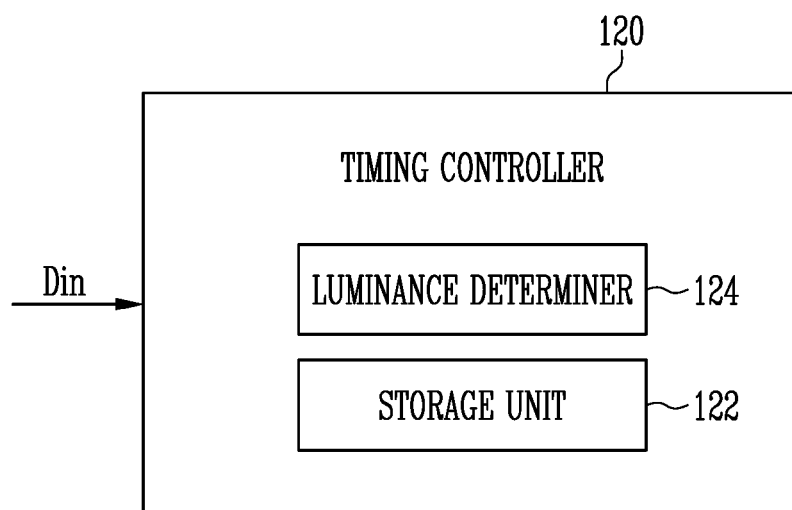 120
TIMING CONTROLLER
Din
LUMINANCE DETERMINER
124
STORAGE UNIT
122